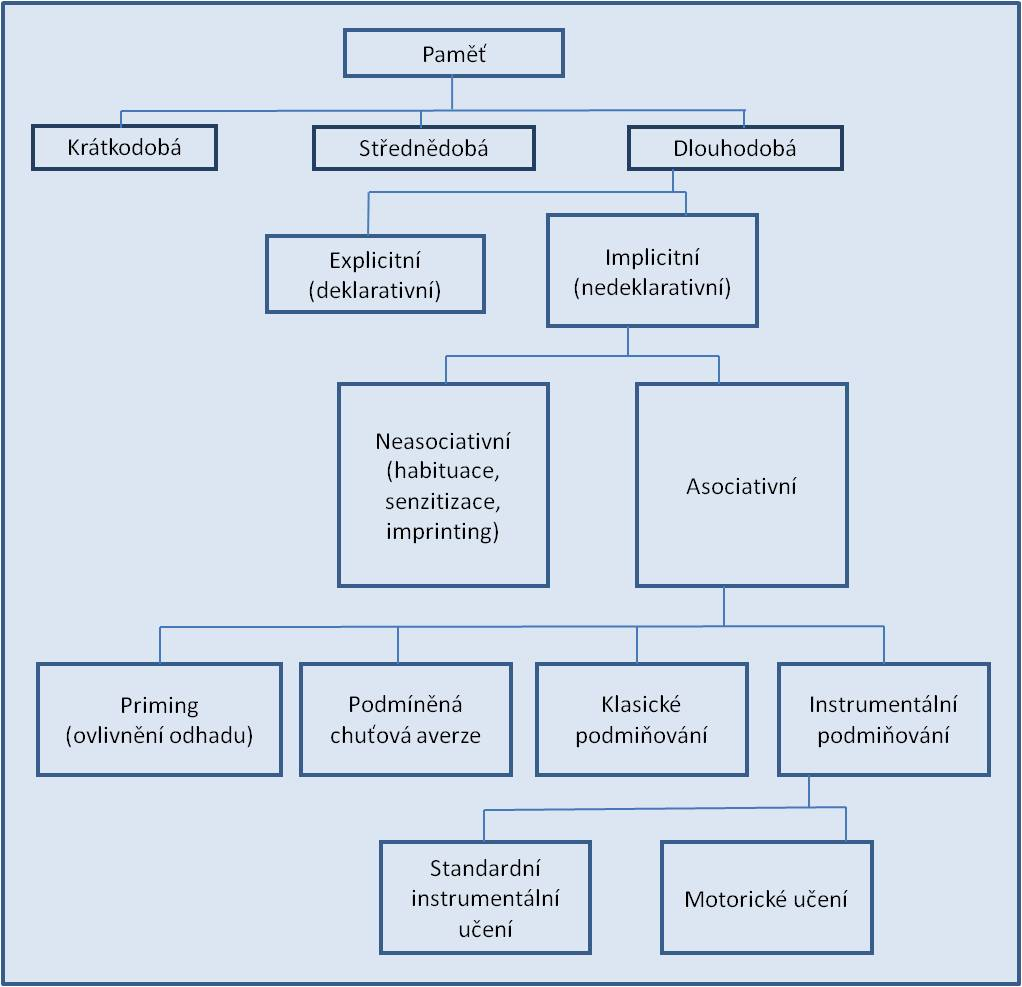 Paměť
Krátkodobá
Střednědobá
Dlouhodobá
Explicitní
(deklarativní)
Implicitní
(nedeklarativní)
Neasociativní
(habituace,
senzitizace,
imprinting)
Asociativní
Priming
(ovlivnění odhadu)
Podmíněná
chuťová averze
Klasické
podmiňování
Instrumentální
podmiňování
Standardní
instrumentální
učení
Motorické učení